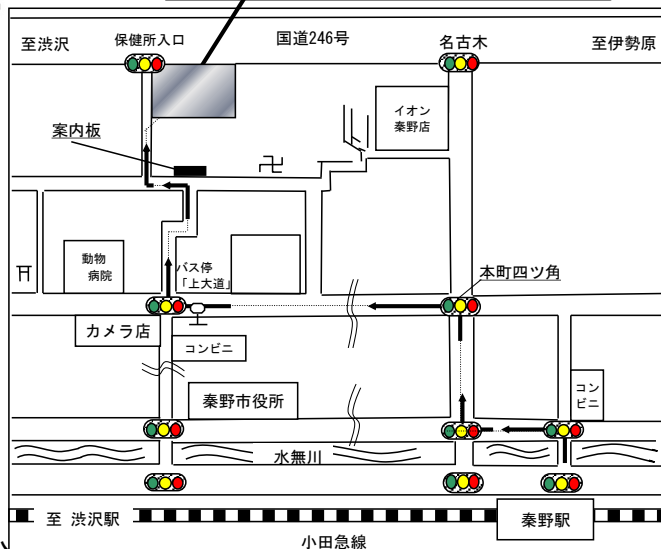 至渋沢
保健所入口
国道246号
名古木
至伊勢原
イオン
秦野店
案内板
卍
动物
病院
バス停
「上大道」
本町四ツ角
カメラ店
コンビニ
コン
ビニ
秦野市役所
水無川
至 渋沢駅
秦野駅
小田急線